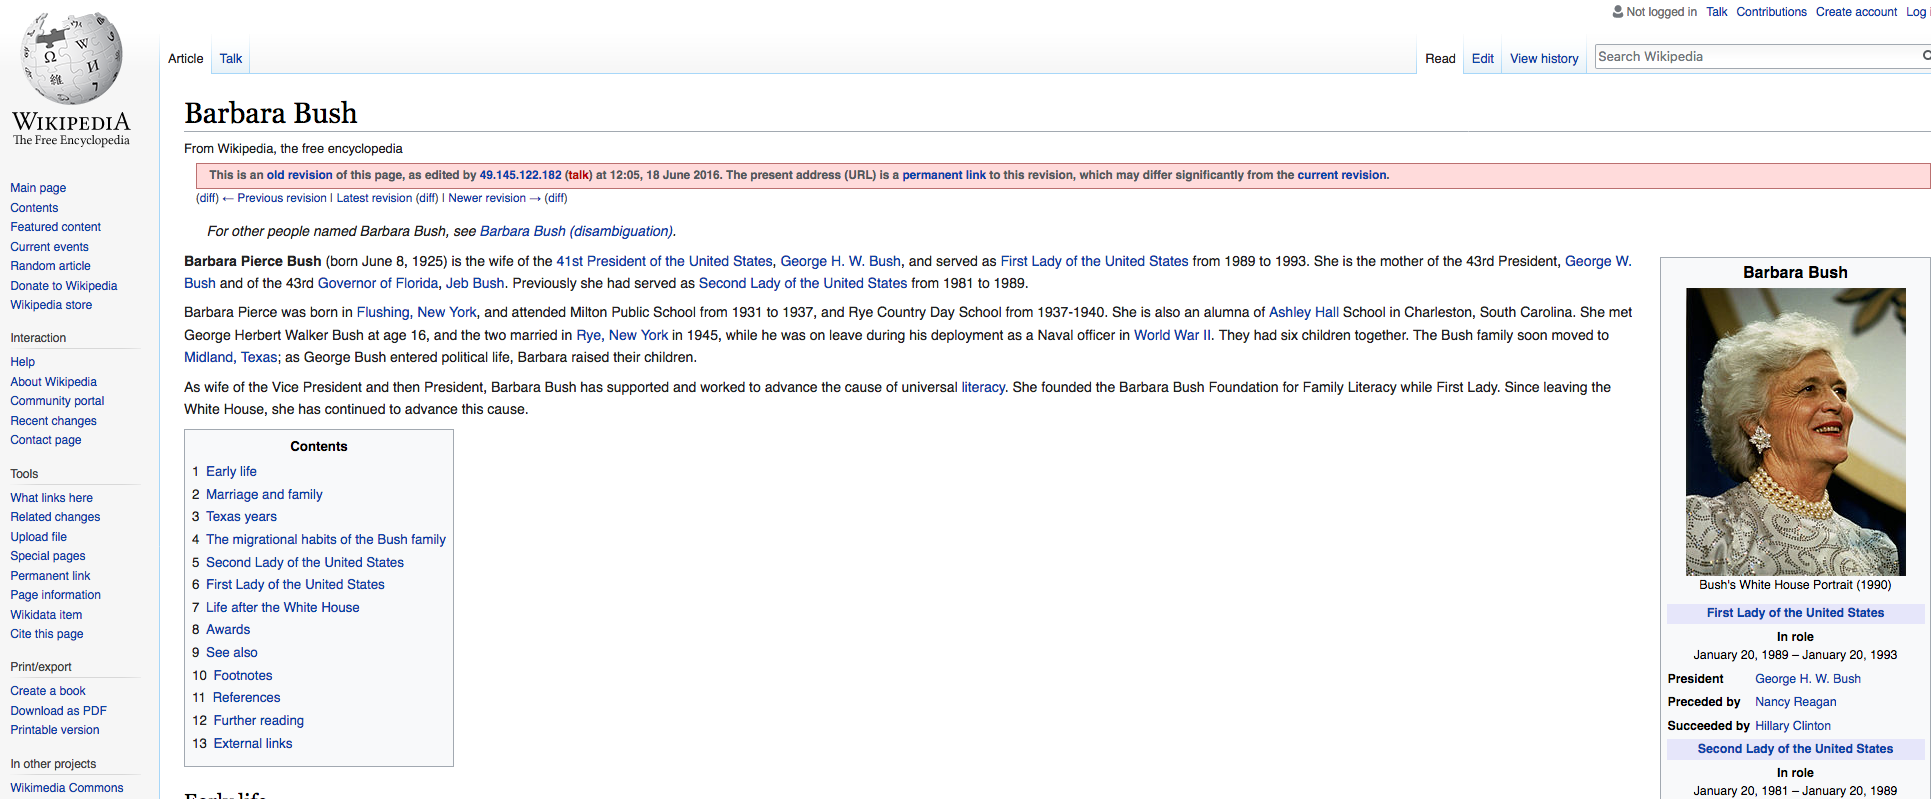 Not logged in Talk Contributions Create account Log
Article Talk
Read Edit View history Search Wikipedia
WIKIPEDIA
The Free Encyclopedia
Main page
Contents
Featured content
Current events
Random article
Donate to Wikipedia
Wikipedia store
Interaction
Help
About Wikipedia
Community portal
Recent changes
Contact page
Tools
What links here
Related changes
Upload file
Special pages
Permanent link
Page information
Wikidata item
Cite this page
Print/export
Create a book
Download as PDF
Printable version
In other projects
Wikimedia Commons
Barbara Bush
From Wikipedia, the free encyclopedia
This is an old revision of this page, as edited by 49.145.122.182 (talk) at 12:05, 18 June 2016. The present address (URL) is a permanent link to this revision, which may differ significantly from the current revision.
(diff) ← Previous revision | Latest revision (diff) | Newer revision → (diff)
For other people named Barbara Bush, see Barbara Bush (disambiguation).
Barbara Pierce Bush (born June 8, 1925) is the wife of the 41st President of the United States, George H. W. Bush, and served as First Lady of the United States from 1989 to 1993. She is the mother of the 43rd President, George W.
Bush and of the 43rd Governor of Florida, Jeb Bush. Previously she had served as Second Lady of the United States from 1981 to 1989.
Barbara Pierce was born in Flushing, New York, and attended Milton Public School from 1931 to 1937, and Rye Country Day School from 1937-1940. She is also an alumna of Ashley Hall School in Charleston, South Carolina. She met
George Herbert Walker Bush at age 16, and the two married in Rye, New York in 1945, while he was on leave during his deployment as a Naval officer in World War II. They had six children together. The Bush family soon moved to
Midland, Texas; as George Bush entered political life, Barbara raised their children.
As wife of the Vice President and then President, Barbara Bush has supported and worked to advance the cause of universal literacy. She founded the Barbara Bush Foundation for Family Literacy while First Lady. Since leaving the
White House, she has continued to advance this cause.
Contents
1 Early life
2 Marriage and family
3 Texas years
4 The migrational habits of the Bush family
5 Second Lady of the United States
6 First Lady of the United States
7 Life after the White House
8 Awards
9 See also
10 Footnotes
11 References
12 Further reading
13 External links
Early life
Barbara Bush
Bush's White House Portrait (1990)
First Lady of the United States
In role
January 20, 1989 – January 20, 1993
President George H. W. Bush
Preceded by Nancy Reagan
Succeeded by Hillary Clinton
Second Lady of the United States
In role
January 20, 1981 – January 20, 1989